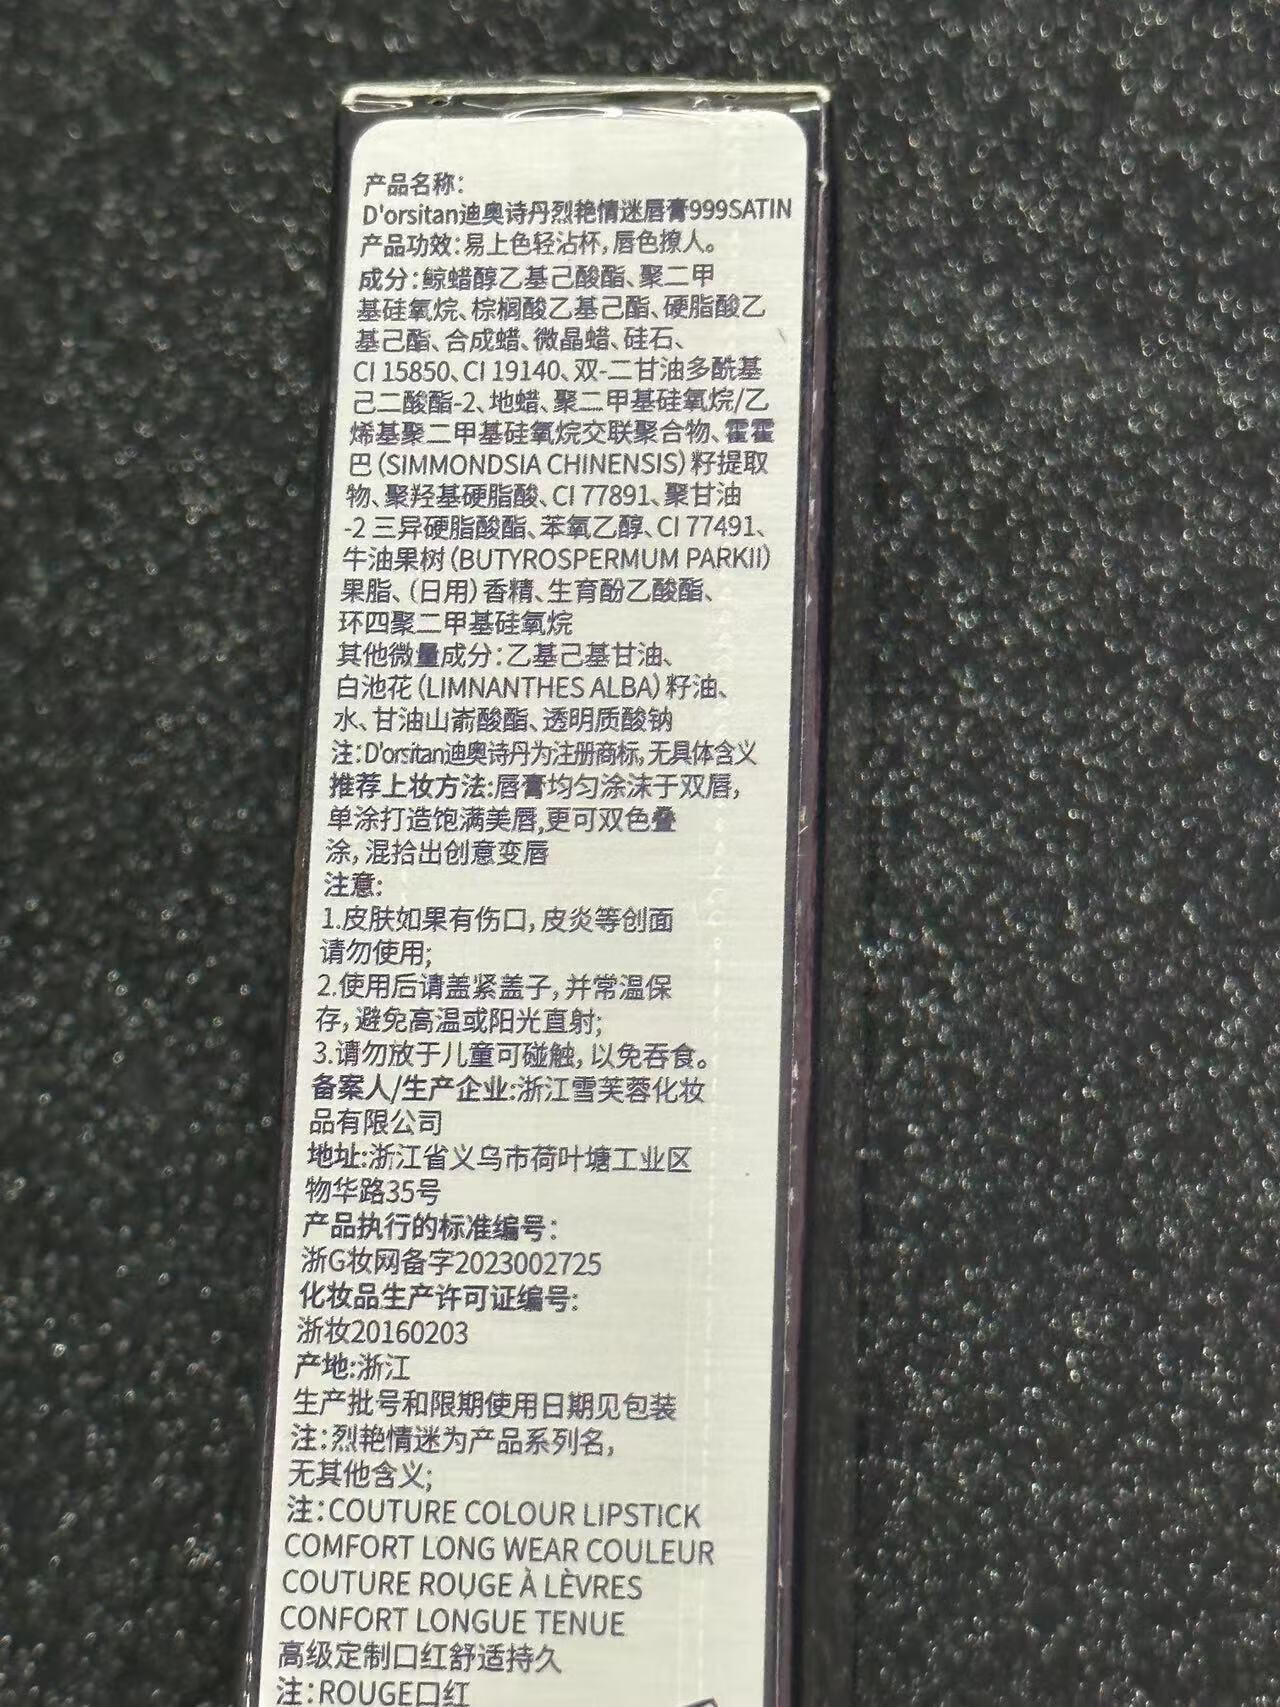 产品名称:
D'orsitan迪奥诗丹烈艳情迷唇膏999SATIN
产品功效:易上色轻沾杯,唇色撩人。
成分:鲸蜡醇乙基己酸酯、聚二甲
基硅氧烷、棕榈酸乙基己酯、硬脂酸乙
基己酯、合成蜡、微晶蜡、硅石、
CI 15850、CI 19140、双-二甘油多酰基
己二酸酯-2、地蜡、聚二甲基硅氧烷/乙
烯基聚二甲基硅氧烷交联聚合物、霍霍
巴(SIMMONDSIA CHINENSIS)籽提取
物、聚羟基硬脂酸、CI 77891、聚甘油
-2 三异硬脂酸酯、苯氧乙醇、CI 77491、
牛油果树(BUTYROSPERMUM PARKII)
果脂、(日用)香精、生育酚乙酸酯、
环四聚二甲基硅氧烷
其他微量成分:乙基己基甘油、
白池花(LIMNANTHES ALBA)籽油、
水、甘油山嵛酸酯、透明质酸钠
注:D'orsitan迪奥诗丹为注册商标,无具体含义
推荐上妆方法:唇膏均匀涂沫于双唇,
单涂打造饱满美唇,更可双色叠
涂,混拾出创意变唇
注意:
1.皮肤如果有伤口,皮炎等创面
请勿使用;
2.使用后请盖紧盖子,并常温保
存,避免高温或阳光直射;
3.请勿放于儿童可碰触,以免吞食。
备案人/生产企业:浙江雪芙蓉化妆
品有限公司
地址:浙江省义乌市荷叶塘工业区
物华路35号
产品执行的标准编号:
浙G妆网备字2023002725
化妆品生产许可证编号:
浙妆20160203
产地:浙江
生产批号和限期使用日期见包装
注:烈艳情迷为产品系列名,
无其他含义;
注:COUTURE COLOUR LIPSTICK
COMFORT LONG WEAR COULEUR
COUTURE ROUGE À LÈVRES
CONFORT LONGUE TENUE
高级定制口红舒适持久
注:ROUGE口红